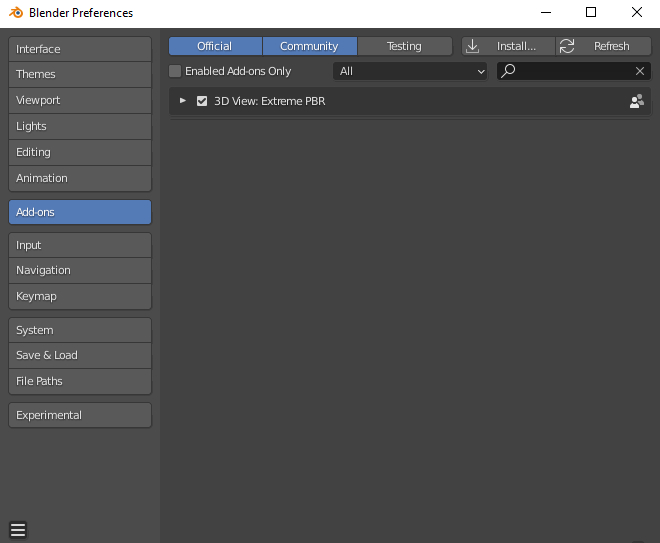 Blender Preferences
Interface
Themes
Viewport
Lights
Editing
Animation
Add-ons
Input
Navigation
Keymap
System
Save & Load
File Paths
Experimental
Official Community Testing Install... Refresh
Enabled Add-ons Only All
3D View: Extreme PBR